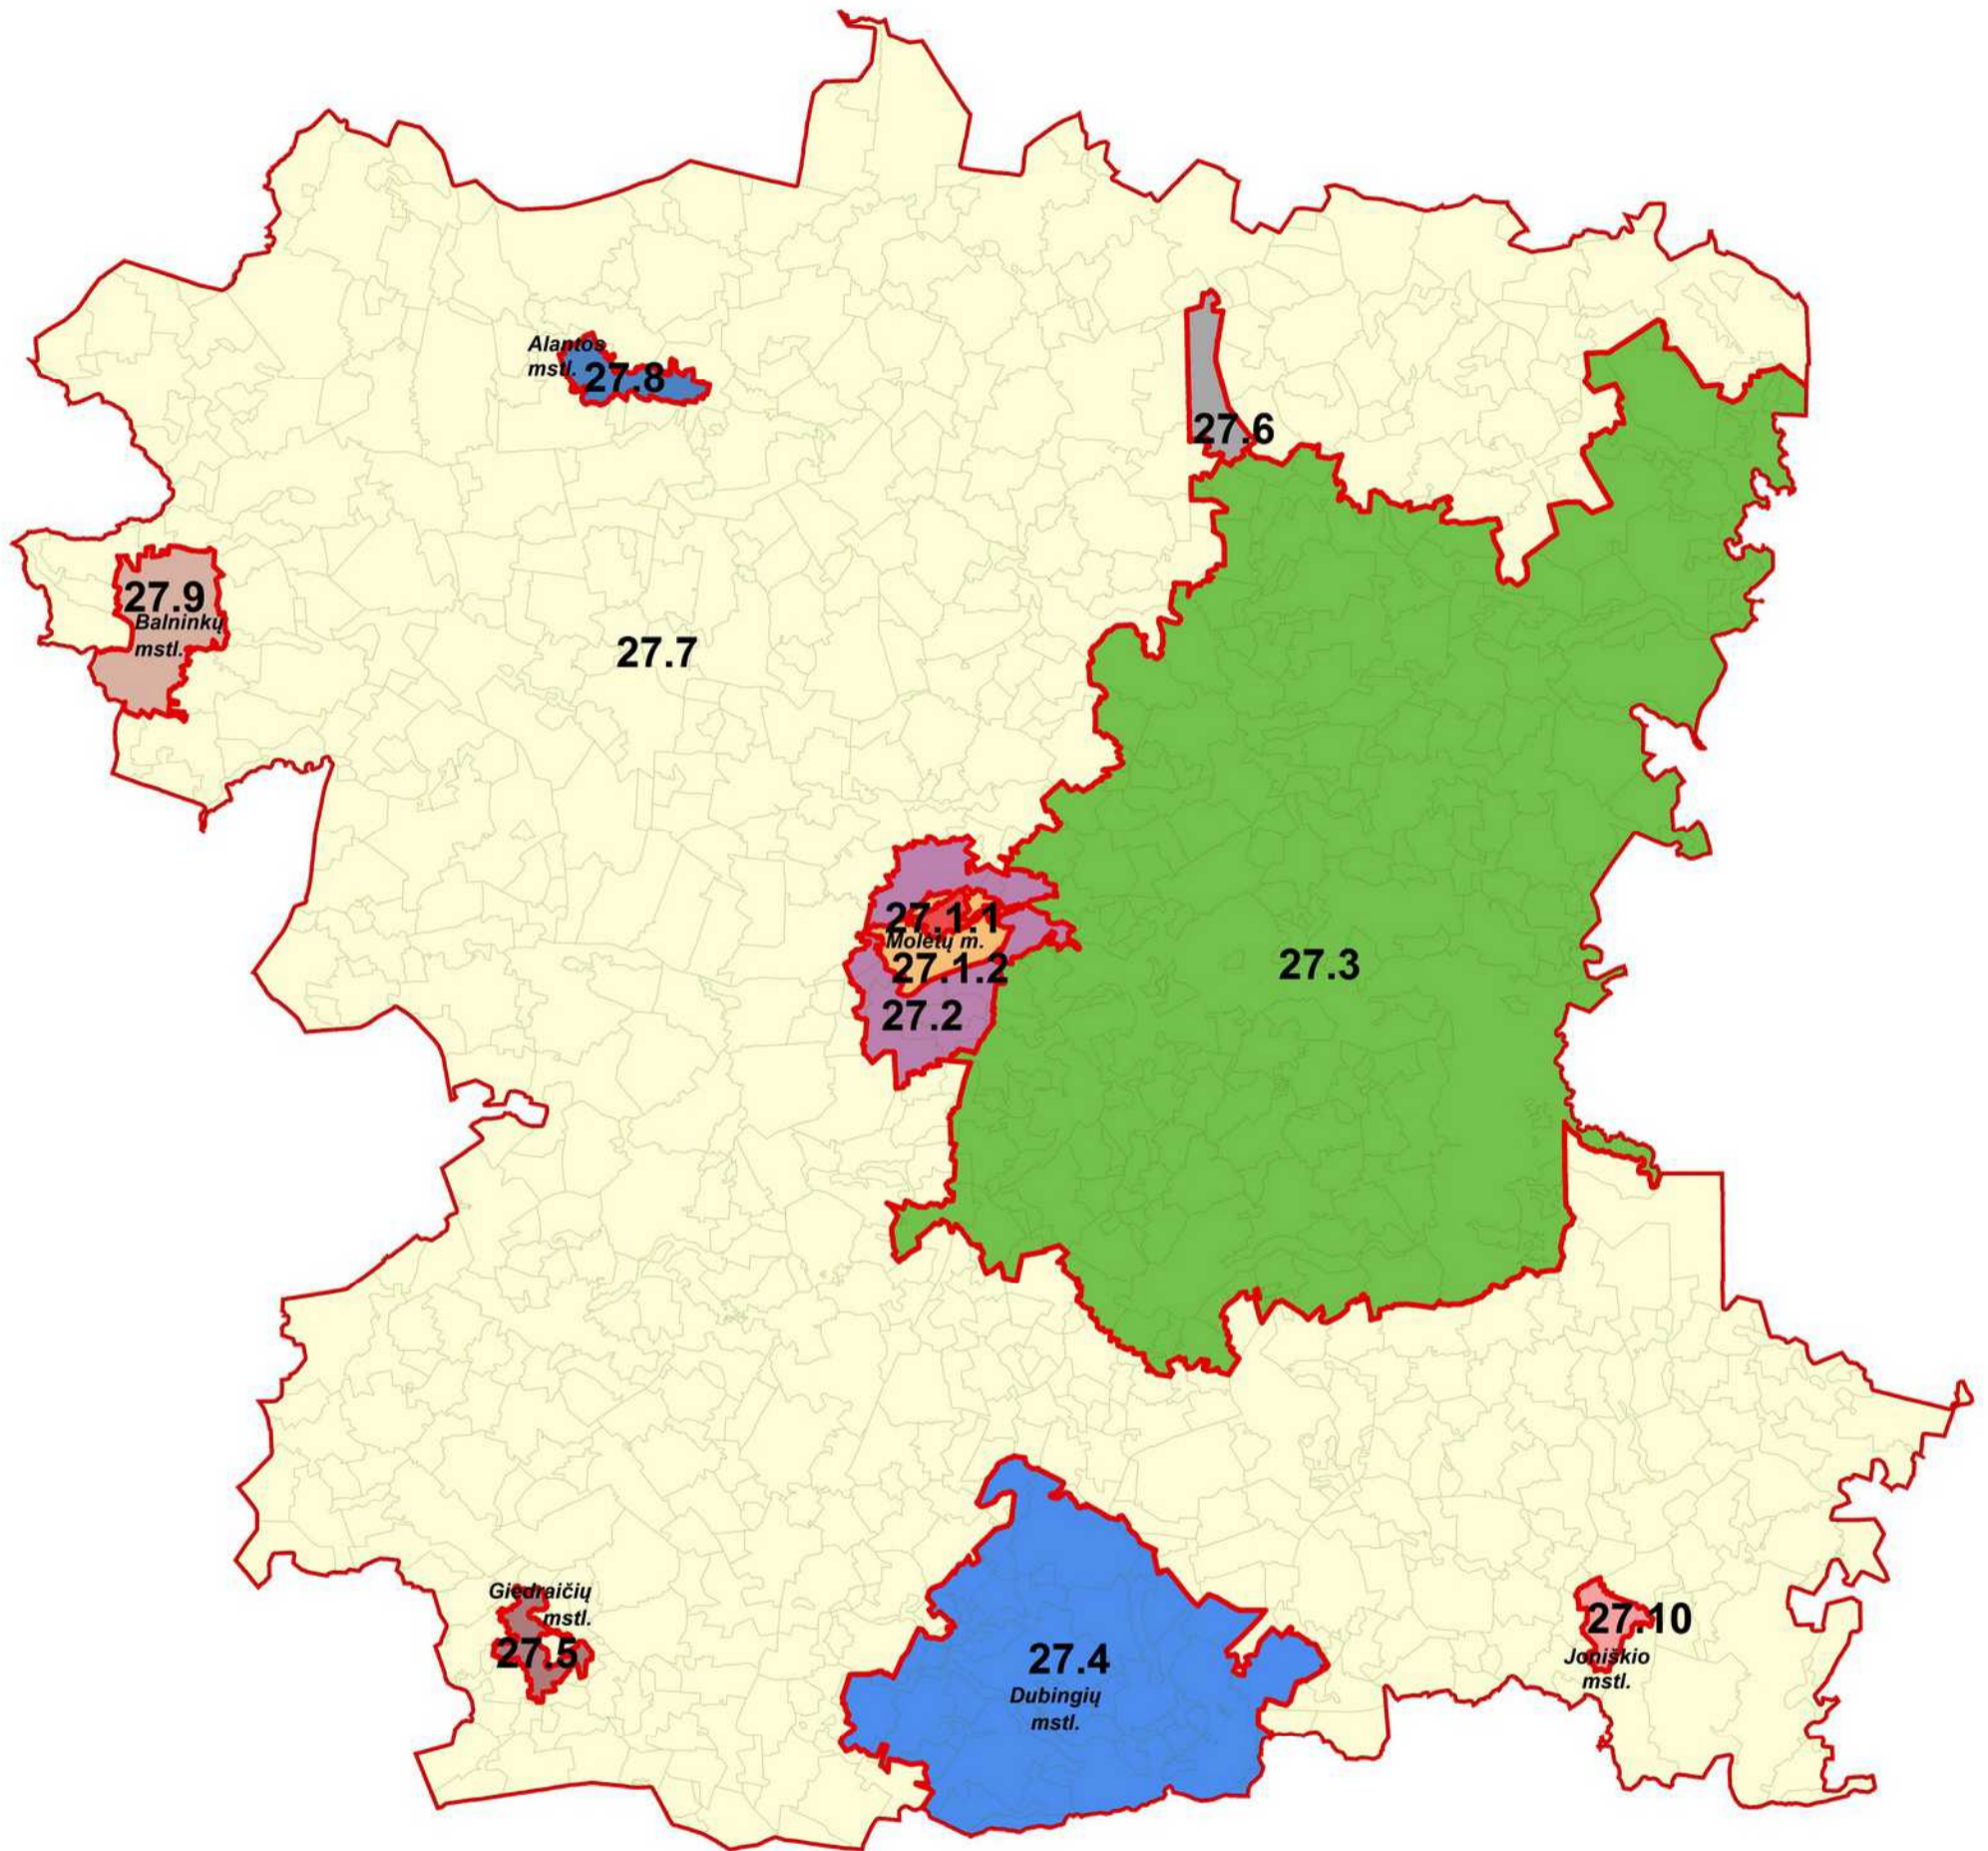 Alantos
mstl.
27.8
27.6
27.9
Balninkų
mstl.
27.7
27.1.1
Molėtų m.
27.1.2
27.2
27.3
Giedraičių
mstl.
27.5
27.4
Dubingių
mstl.
27.10
Joniškio
mstl.